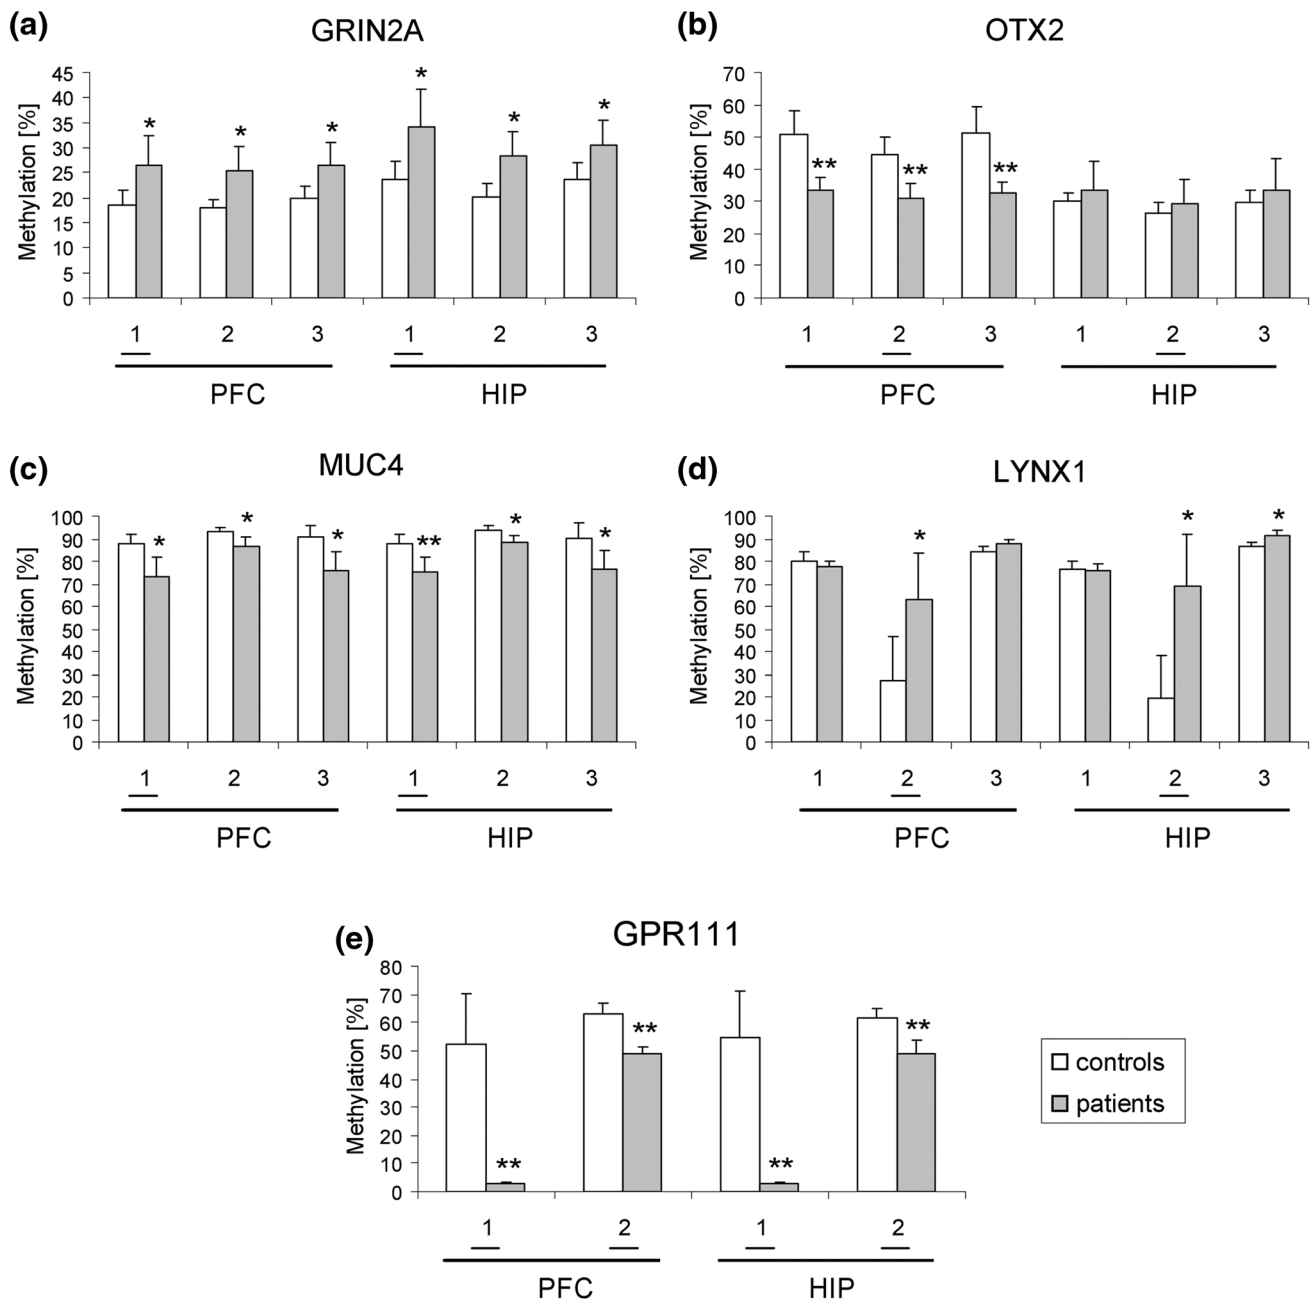 (a)
GRIN2A
Methylation [%]
45
40
35
30
25
20
15
10
5
0
* * * * * *
1 2 3 1 2 3
PFC HIP
(b)
OTX2
Methylation [%]
70
60
50
40
30
20
10
0
** ** **
1 2 3 1 2 3
PFC HIP
(c)
MUC4
Methylation [%]
100
90
80
70
60
50
40
30
20
10
0
* * * ** * *
1 2 3 1 2 3
PFC HIP
(d)
LYNX1
Methylation [%]
100
90
80
70
60
50
40
30
20
10
0
* * *
1 2 3 1 2 3
PFC HIP
(e)
GPR111
Methylation [%]
80
70
60
50
40
30
20
10
0
** ** ** **
1 2 1 2
PFC HIP
controls
patients